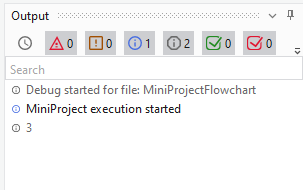 Output
0 0 1 2 0 0
Search
Debug started for file: MiniProjectFlowchart
MiniProject execution started
3